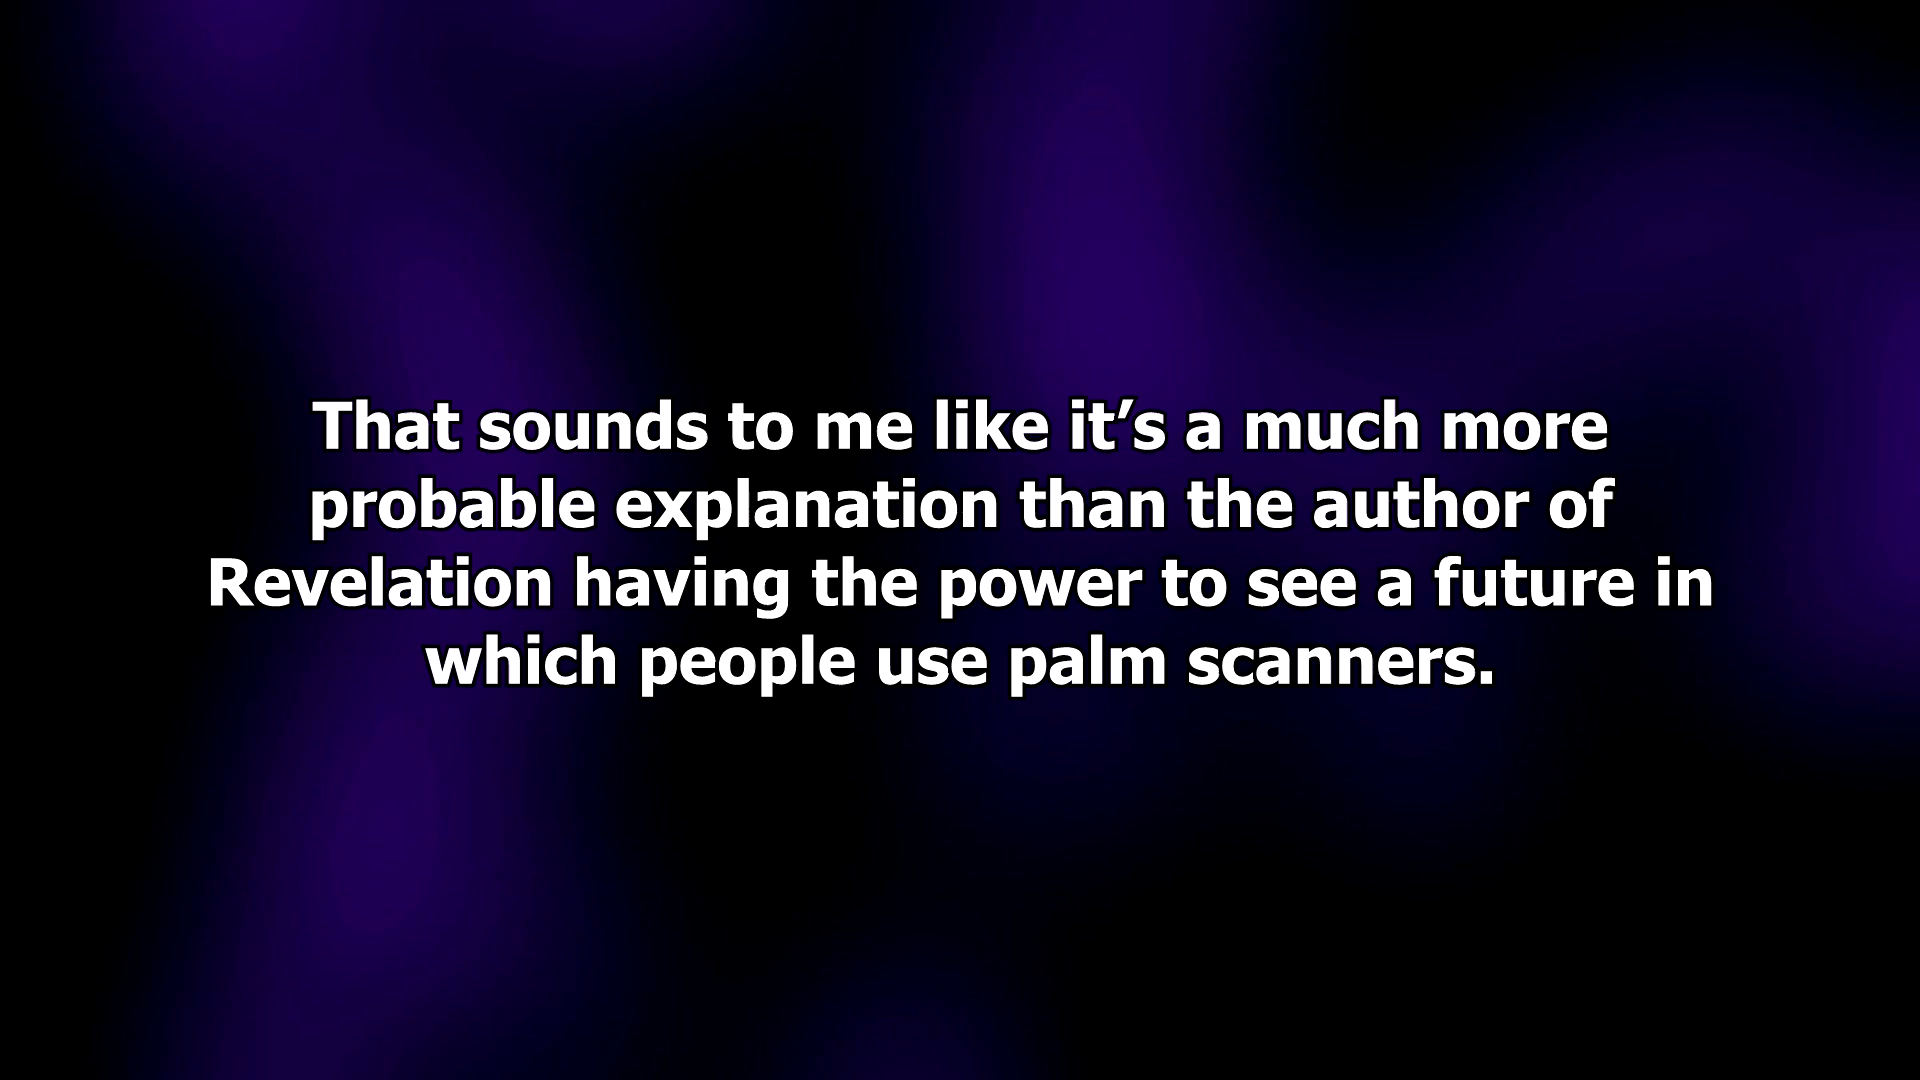 That sounds to me like it’s a much more
probable explanation than the author of
Revelation having the power to see a future in
which people use palm scanners.